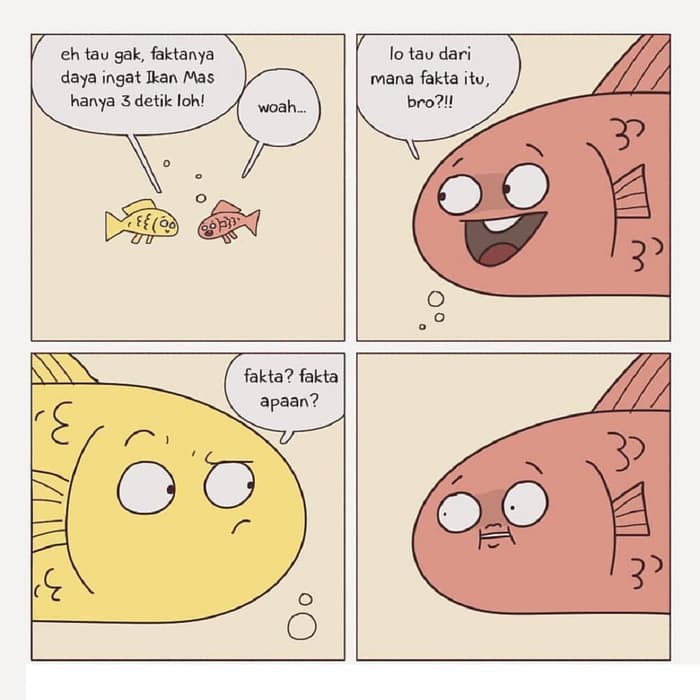 eh tau gak, faktanya
daya ingat Ikan Mas
hanya 3 detik loh!
woah...
lo tau dari
mana fakta itu,
bro?!!
fakta? fakta
apaan?